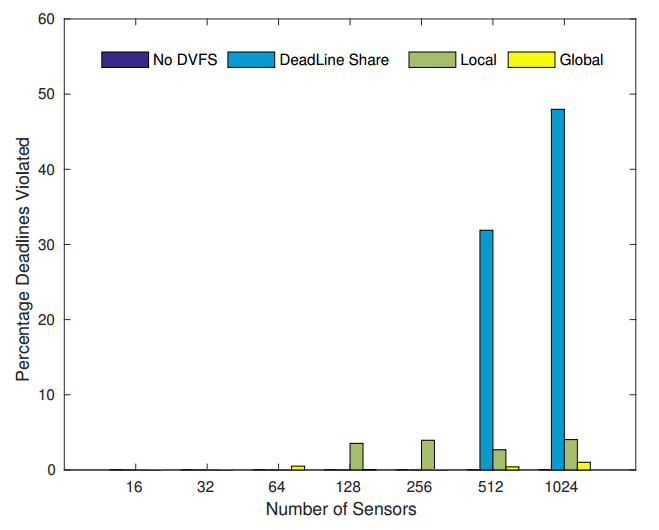 60
50
40
30
20
10
0
Percentage Deadlines Violated
No DVFS DeadLine Share Local Global
16 32 64 128 256 512 1024
Number of Sensors